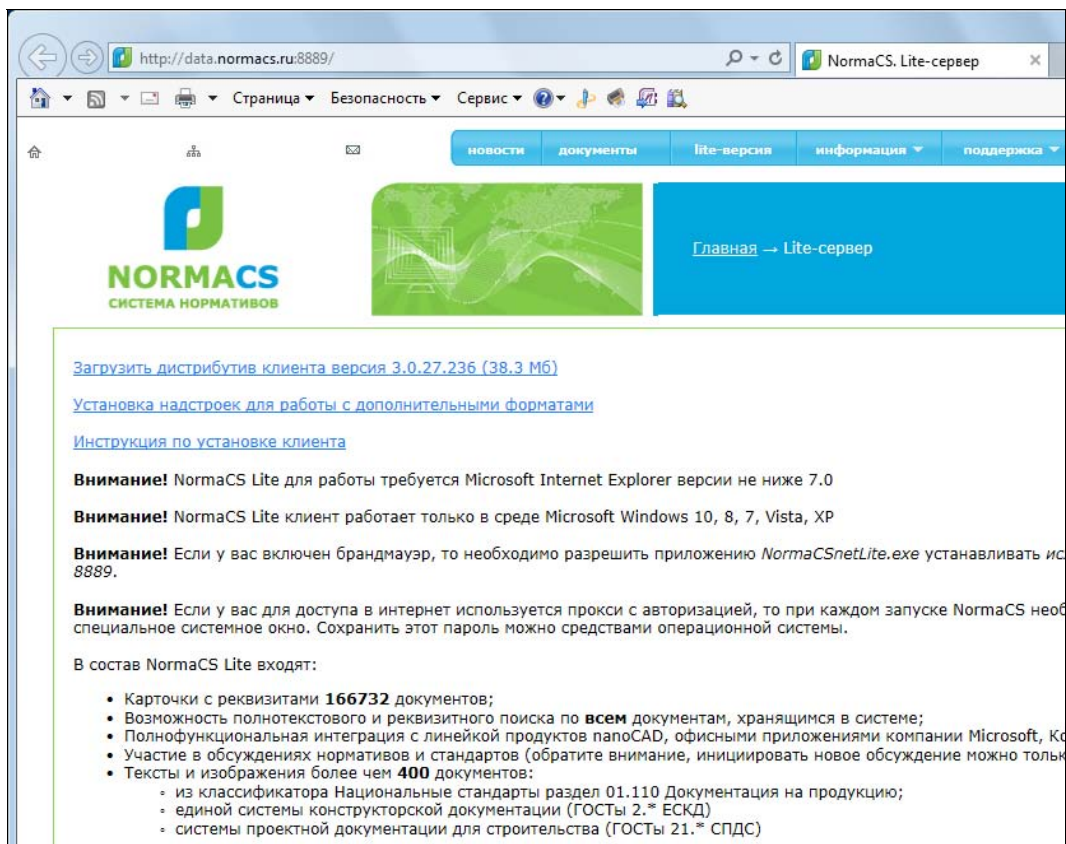 http://data.normacs.ru:8889/
NormaCS. Lite-сервер
Страница Безопасность Сервис
новости документы lite-версия информация поддержка
NORMACS
СИСТЕМА НОРМАТИВОВ
Главная → Lite-сервер
Загрузить дистрибутив клиента версия 3.0.27.236 (38.3 Мб)
Установка надстроек для работы с дополнительными форматами
Инструкция по установке клиента
Внимание! NormaCS Lite для работы требуется Microsoft Internet Explorer версии не ниже 7.0
Внимание! NormaCS Lite клиент работает только в среде Microsoft Windows 10, 8, 7, Vista, XP
Внимание! Если у вас включен брандмауэр, то необходимо разрешить приложению NormaCSnetLite.exe устанавливать ис
8889.
Внимание! Если у вас для доступа в интернет используется прокси с авторизацией, то при каждом запуске NormaCS необ
специальное системное окно. Сохранить этот пароль можно средствами операционной системы.
В состав NormaCS Lite входят:
• Карточки с реквизитами 166732 документов;
• Возможность полнотекстового и реквизитного поиска по всем документам, хранящимся в системе;
• Полнофункциональная интеграция с линейкой продуктов nanoCAD, офисными приложениями компании Microsoft, Ко
• Участие в обсуждениях нормативов и стандартов (обратите внимание, инициировать новое обсуждение можно тольк
• Тексты и изображения более чем 400 документов:
◦ из классификатора Национальные стандарты раздел 01.110 Документация на продукцию;
◦ единой системы конструкторской документации (ГОСТы 2.* ЕСКД)
◦ системы проектной документации для строительства (ГОСТы 21.* СПДС)